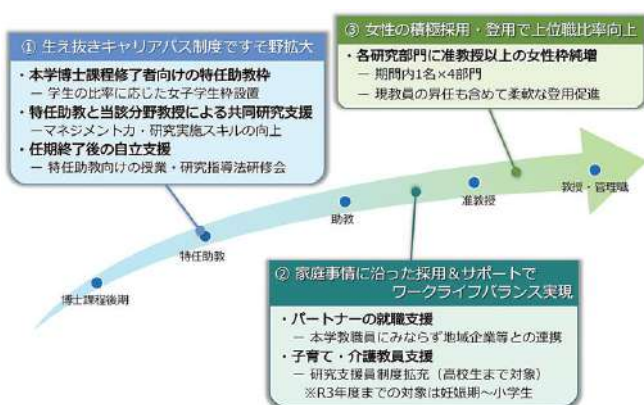 ① 生え抜きキャリアパス制度ですそ野拡大
・本学博士課程修了者向けの特任助教枠
― 学生の比率に応じた女子学生枠設置
・特任助教と当該分野教授による共同研究支援
―マネジメント力・研究実施スキルの向上
・任期終了後の自立支援
― 特任助教向けの授業・研究指導法研修会
③ 女性の積極採用・登用で上位職比率向上
・各研究部門に准教授以上の女性枠純増
― 期間内1名×4部門
― 現教員の昇任も含めて柔軟な登用促進
博士課程後期
特任助教
助教
准教授
教授・管理職
② 家庭事情に沿った採用＆サポートで
ワークライフバランス実現
・パートナーの就職支援
― 本学教職員にみならず地域企業等との連携
・子育て・介護教員支援
― 研究支援員制度拡充（高校生まで対象）
※R3年度までの対象は妊娠期～小学生